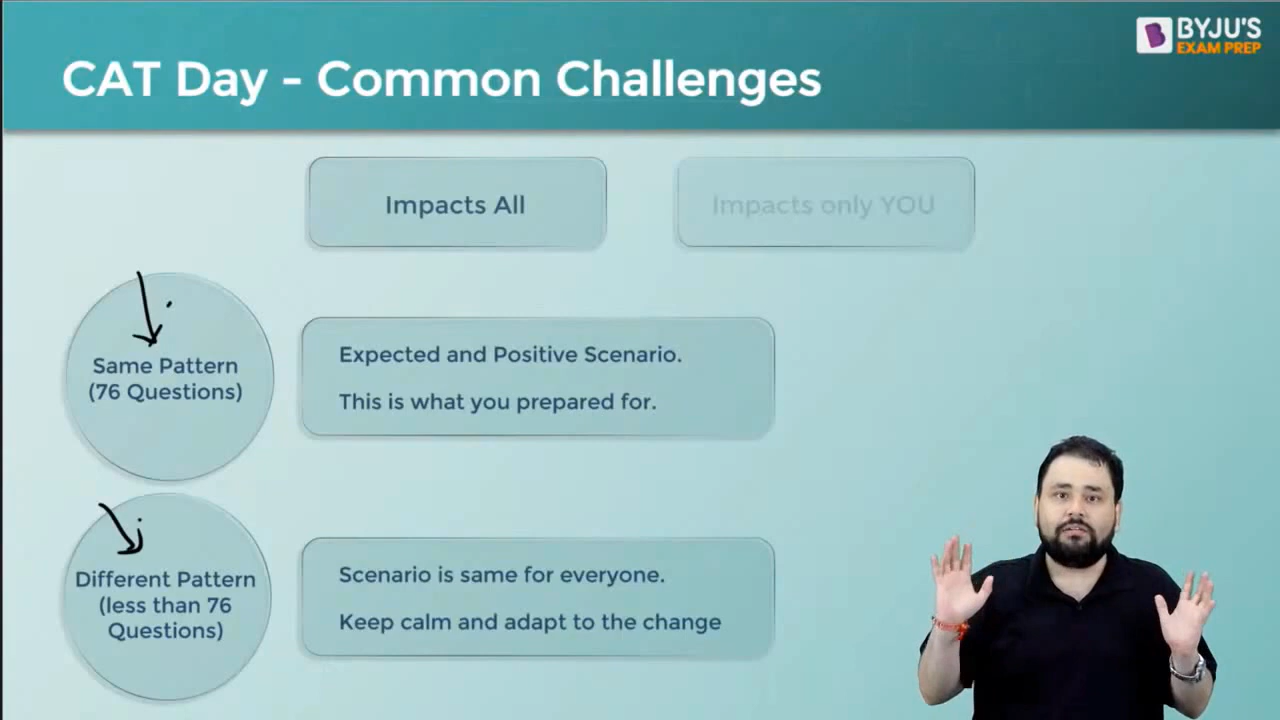 BYJU'S
EXAM PREP
CAT Day - Common Challenges
Impacts All
Impacts only YOU
Same Pattern
(76 Questions)
Expected and Positive Scenario.
This is what you prepared for.
Different Pattern
(less than 76
Questions)
Scenario is same for everyone.
Keep calm and adapt to the change